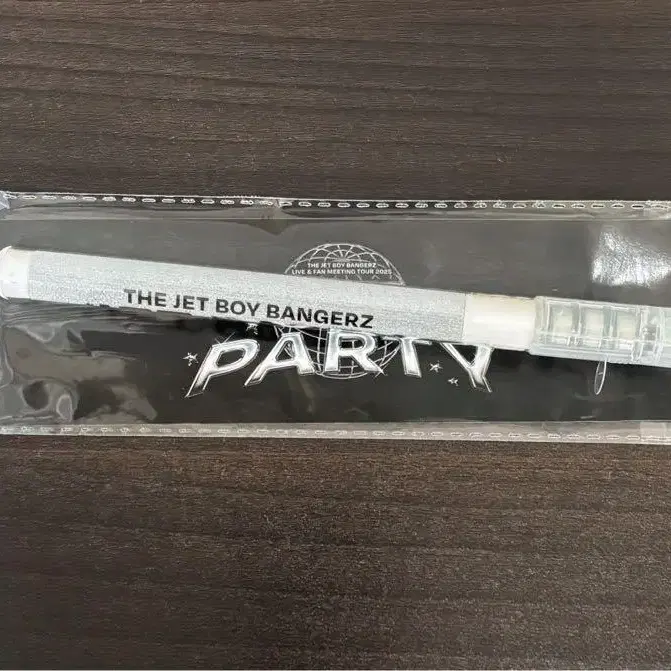 THE JET BOY BANGERZ
LIVE & FAN MEETING TOUR 2025
THE JET BOY BANGERZ
PARTY